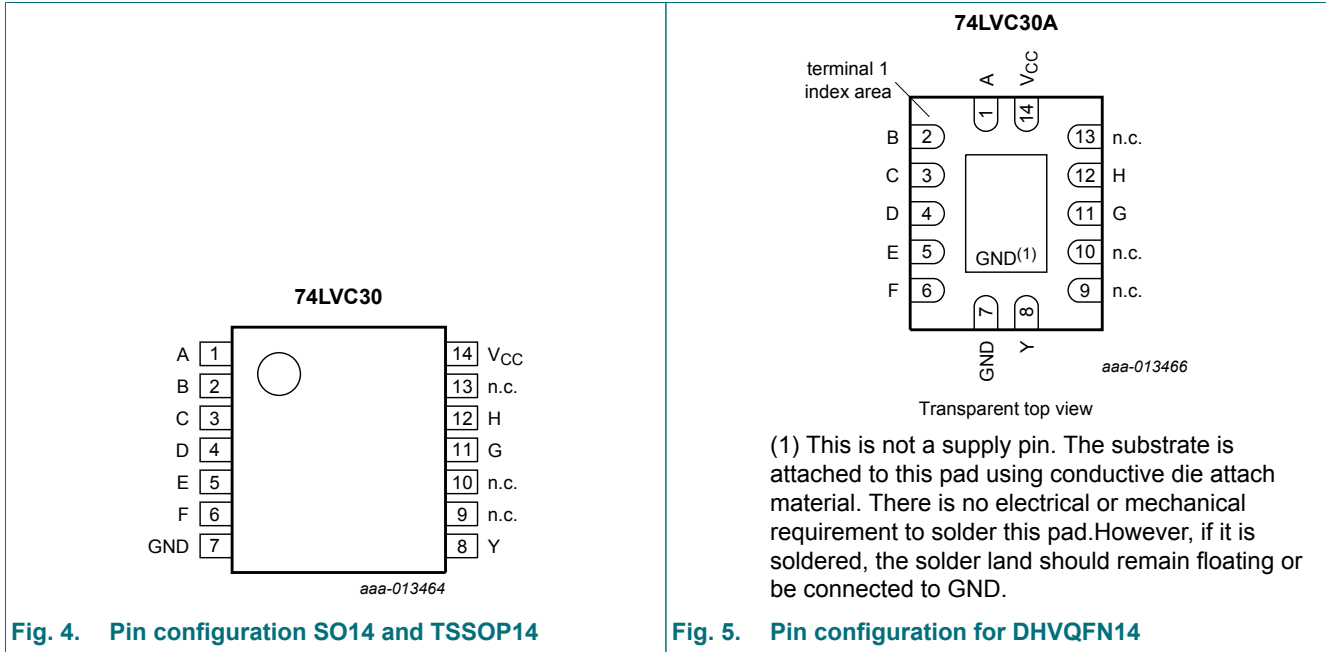 74LVC30
A 1
B 2
C 3
D 4
E 5
F 6
GND 7
14 VCC
13 n.c.
12 H
11 G
10 n.c.
9 n.c.
8 Y
aaa-013464
Fig. 4. Pin configuration SO14 and TSSOP14
74LVC30A
terminal 1
index area
A
VCC
1
14
B 2
C 3
D 4
E 5
F 6
13 n.c.
12 H
11 G
10 n.c.
9 n.c.
GND(1)
7
8
GND
Y
aaa-013466
Transparent top view
(1) This is not a supply pin. The substrate is
attached to this pad using conductive die attach
material. There is no electrical or mechanical
requirement to solder this pad.However, if it is
soldered, the solder land should remain floating or
be connected to GND.
Fig. 5. Pin configuration for DHVQFN14